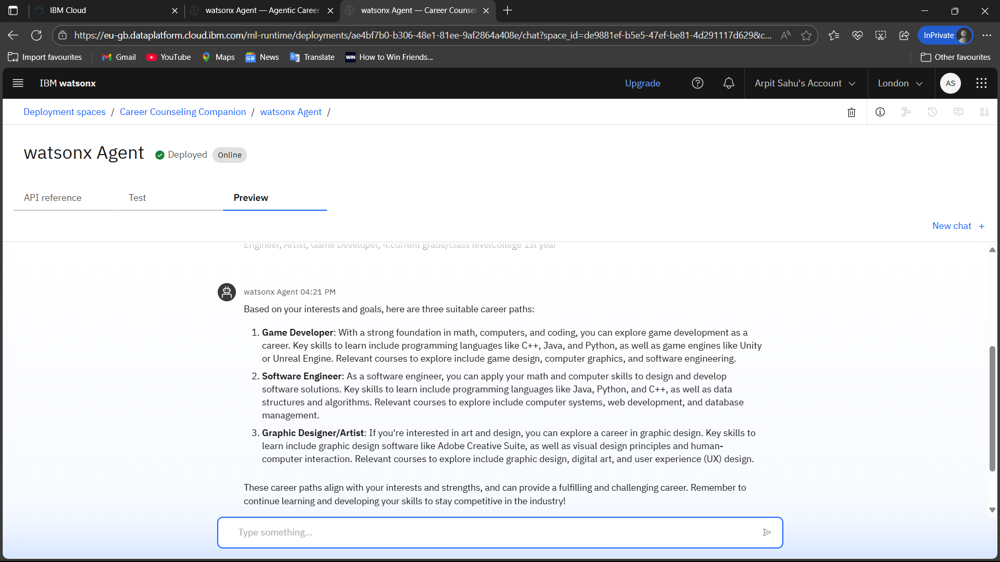 IBM Cloud
watsonx Agent — Agentic Career
watsonx Agent — Career Counsel
https://eu-gb.dataplatform.cloud.ibm.com/ml-runtime/deployments/ae4bf7b0-b306-48e1-81ee-9af2864a408e/chat?space_id=de9881ef-b5e5-47ef-be81-4d291117d629&c...
InPrivate
Import favourites
Gmail
YouTube
Maps
News
Translate
WIN How to Win Friends...
Other favourites
IBM watsonx
Upgrade
Arpit Sahu's Account
London
AS
Deployment spaces / Career Counseling Companion / watsonx Agent /
watsonx Agent
Deployed
Online
API reference
Test
Preview
New chat +
Engineer, Artist, Game Developer, 4.current grade/class levelCollege 1st year
watsonx Agent 04:21 PM
Based on your interests and goals, here are three suitable career paths:
1. Game Developer: With a strong foundation in math, computers, and coding, you can explore game development as a
career. Key skills to learn include programming languages like C++, Java, and Python, as well as game engines like Unity
or Unreal Engine. Relevant courses to explore include game design, computer graphics, and software engineering.
2. Software Engineer: As a software engineer, you can apply your math and computer skills to design and develop
software solutions. Key skills to learn include programming languages like Java, Python, and C++, as well as data
structures and algorithms. Relevant courses to explore include computer systems, web development, and database
management.
3. Graphic Designer/Artist: If you're interested in art and design, you can explore a career in graphic design. Key skills to
learn include graphic design software like Adobe Creative Suite, as well as visual design principles and human-
computer interaction. Relevant courses to explore include graphic design, digital art, and user experience (UX) design.
These career paths align with your interests and strengths, and can provide a fulfilling and challenging career. Remember to
continue learning and developing your skills to stay competitive in the industry!
Type something...